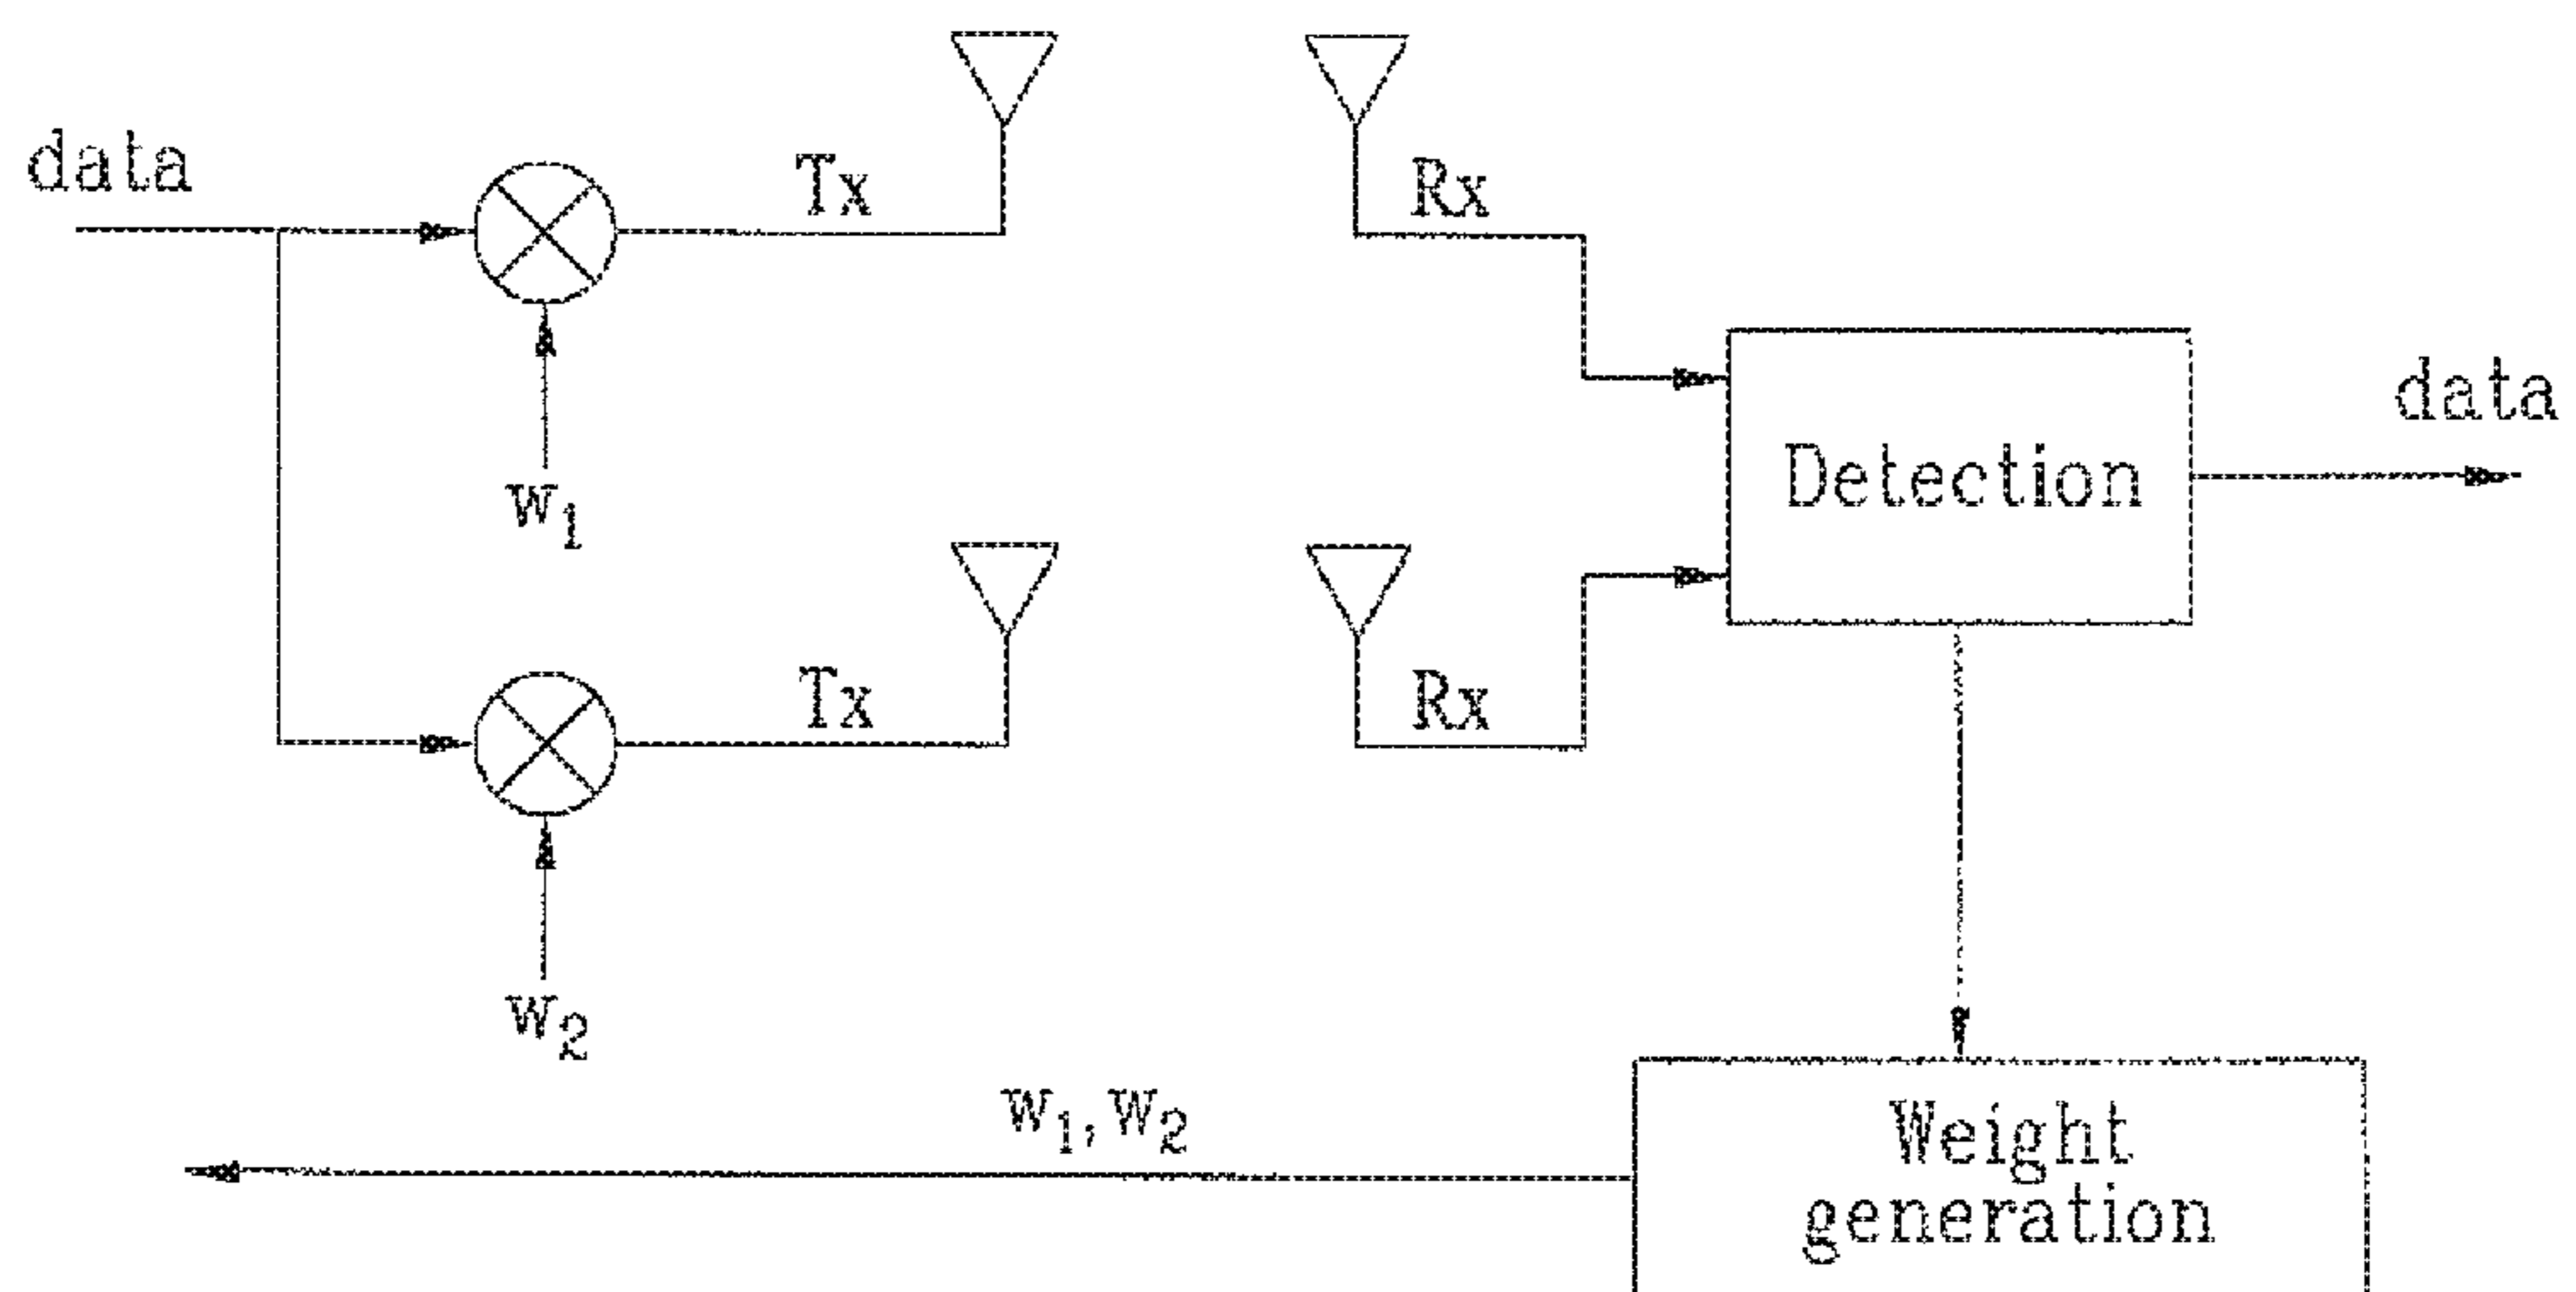 data
Tx
Rx
w1
Detection
data
Tx
Rx
w2
w1, w2
Weight
generation